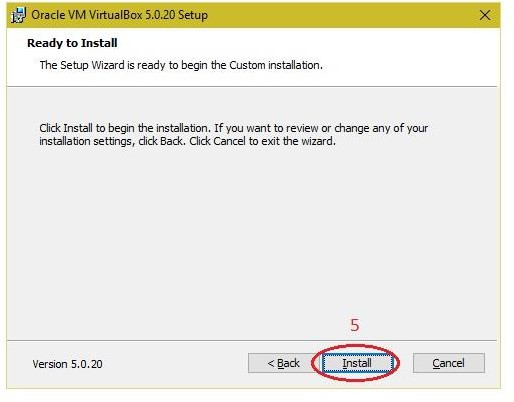 Oracle VM VirtualBox 5.0.20 Setup
Ready to Install
The Setup Wizard is ready to begin the Custom installation.
Click Install to begin the installation. If you want to review or change any of your
installation settings, click Back. Click Cancel to exit the wizard.
5
Version 5.0.20 < Back Install Cancel